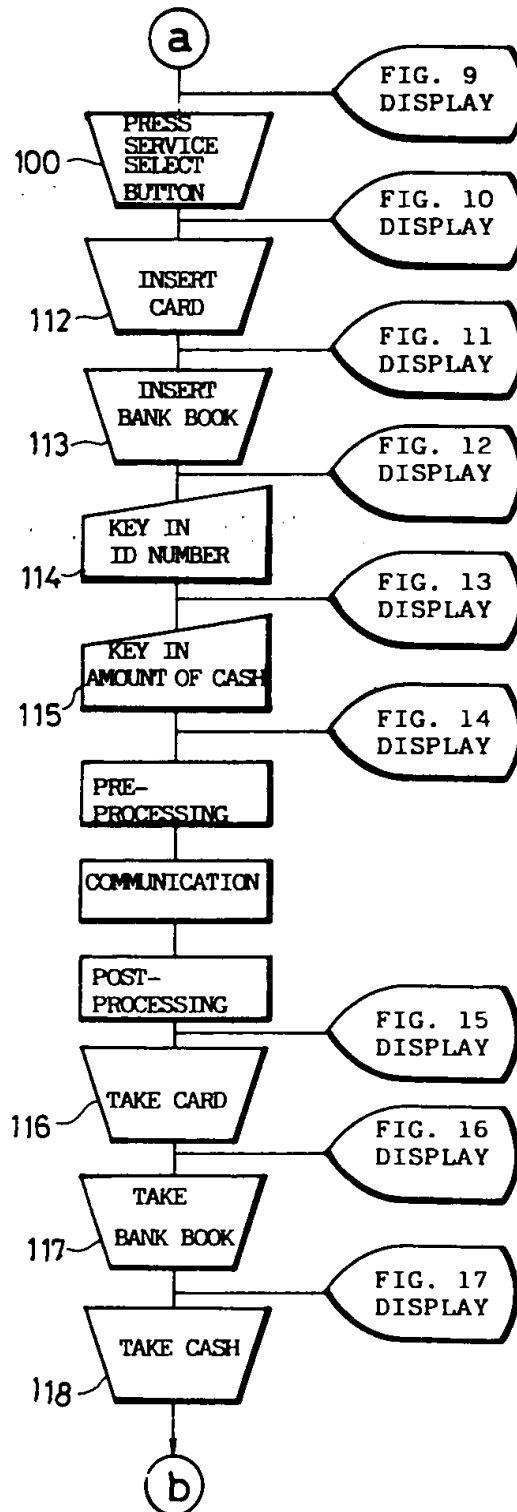 a
FIG. 9
DISPLAY
PRESS
SERVICE
SELECT
BUTTON
100
FIG. 10
DISPLAY
INSERT
CARD
112
FIG. 11
DISPLAY
INSERT
BANK BOOK
113
FIG. 12
DISPLAY
KEY IN
ID NUMBER
114
FIG. 13
DISPLAY
KEY IN
AMOUNT OF CASH
115
FIG. 14
DISPLAY
PRE-
PROCESSING
COMMUNICATION
POST-
PROCESSING
FIG. 15
DISPLAY
TAKE CARD
116
FIG. 16
DISPLAY
TAKE
BANK BOOK
117
FIG. 17
DISPLAY
TAKE CASH
118
b